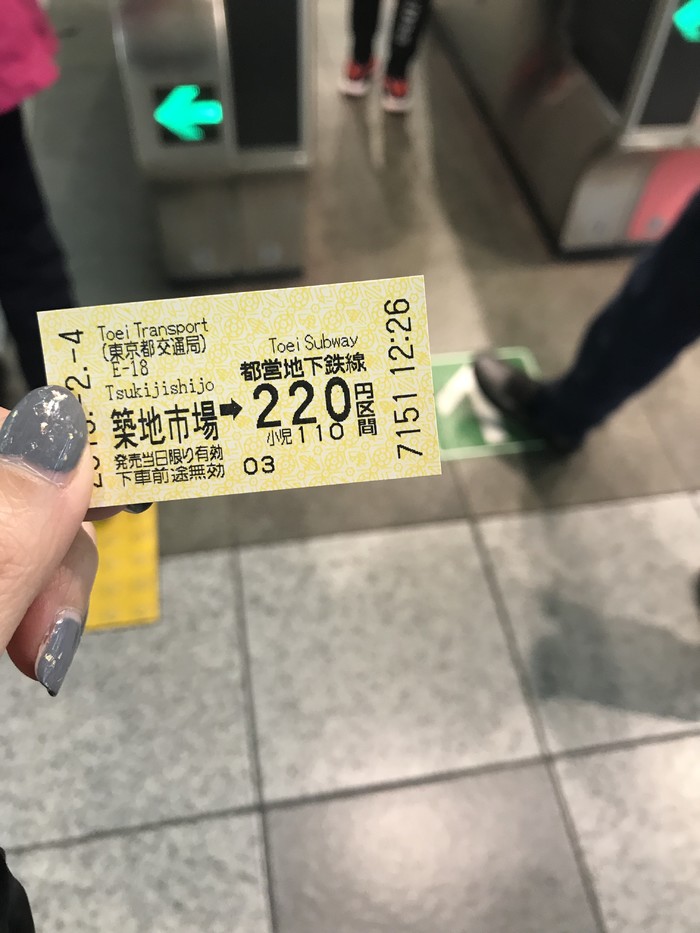 Toei Transport
(東京都交通局)
E-18
Tsukijishijo
築地市場➡
Toei Subway
都営地下鉄線
220円区間
小児110
発売当日限り有効
下車前途無効
03
2.-4
7151 12:26